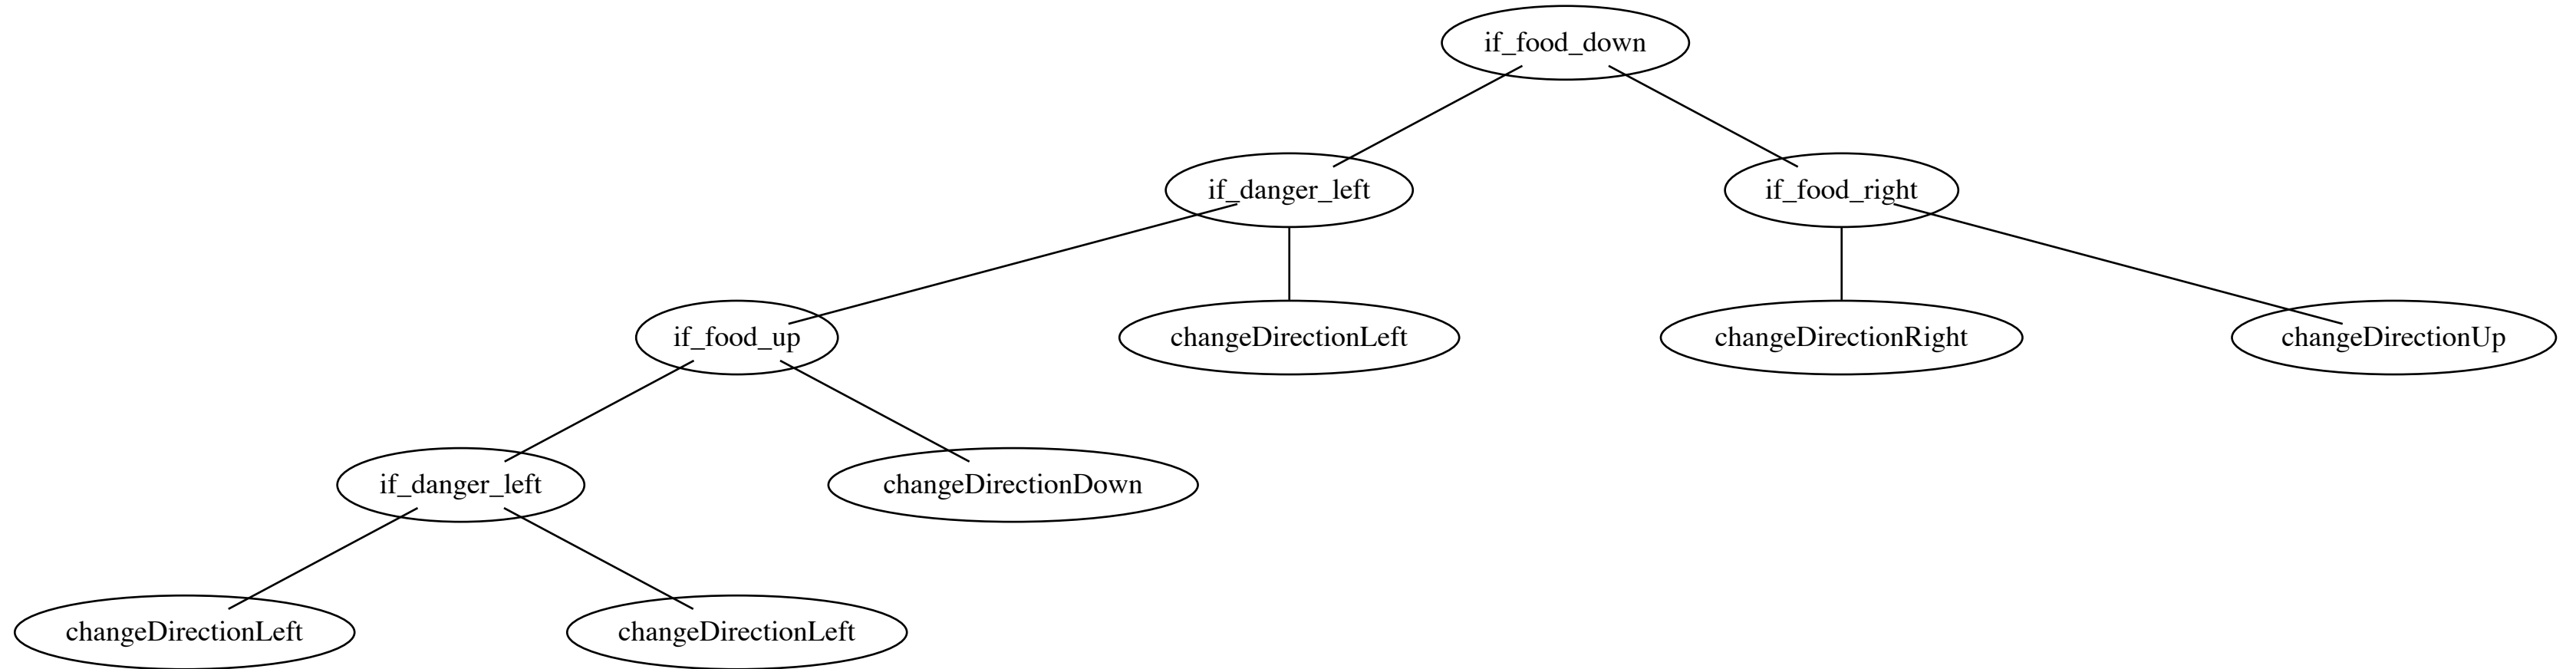 if_food_down
if_danger_left
if_food_right
if_food_up
changeDirectionLeft
changeDirectionRight
changeDirectionUp
if_danger_left
changeDirectionDown
changeDirectionLeft
changeDirectionLeft